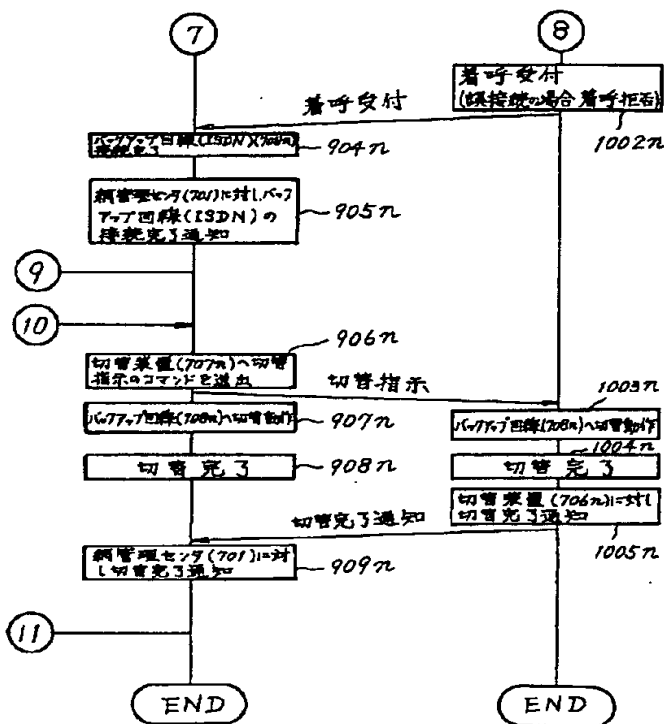 7
8
着呼受付
(誤接続の場合着呼拒否)
1002n
着呼受付
バックアップ回線(ISDN)(708n)
接続完了
904n
網管理センタ(701)に対しバック
アップ回線(ISDN)の
接続完了通知
905n
9
10
906n
切替装置(707n)へ切替
指示のコマンドを送出
切替指示
1003n
バックアップ回線(708n)へ切替動作
907n
バックアップ回線(708n)へ切替動作
1004n
切替完了
908n
切替完了
切替装置(706n)に対し
切替完了通知
1005n
切替完了通知
網管理センタ(701)に対
し切替完了通知
909n
11
END
END